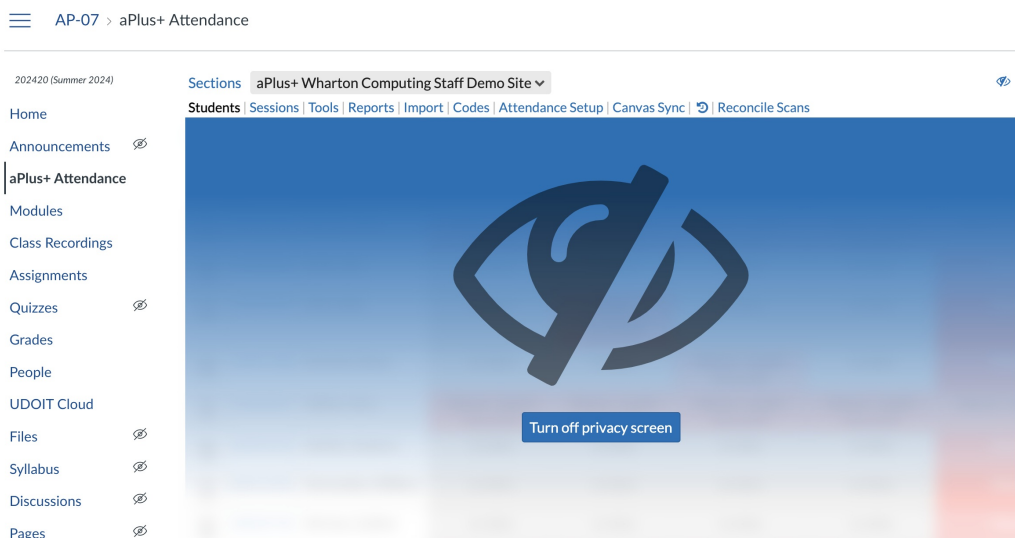 AP-07 > aPlus+ Attendance
202420 (Summer 2024)
Home
Announcements
aPlus+ Attendance
Modules
Class Recordings
Assignments
Quizzes
Grades
People
UDOIT Cloud
Files
Syllabus
Discussions
Pages
Sections aPlus+ Wharton Computing Staff Demo Site
Students | Sessions | Tools | Reports | Import | Codes | Attendance Setup | Canvas Sync | | Reconcile Scans
Turn off privacy screen